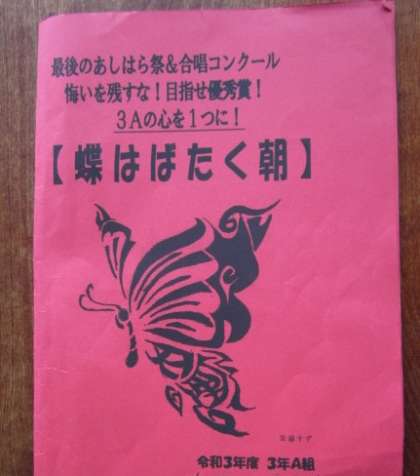 最後のあしはら祭&合唱コンクール
悔いを残すな!目指せ優秀賞!
3Aの心を1つに!
【蝶はばたく朝】
令和3年度 3年A組